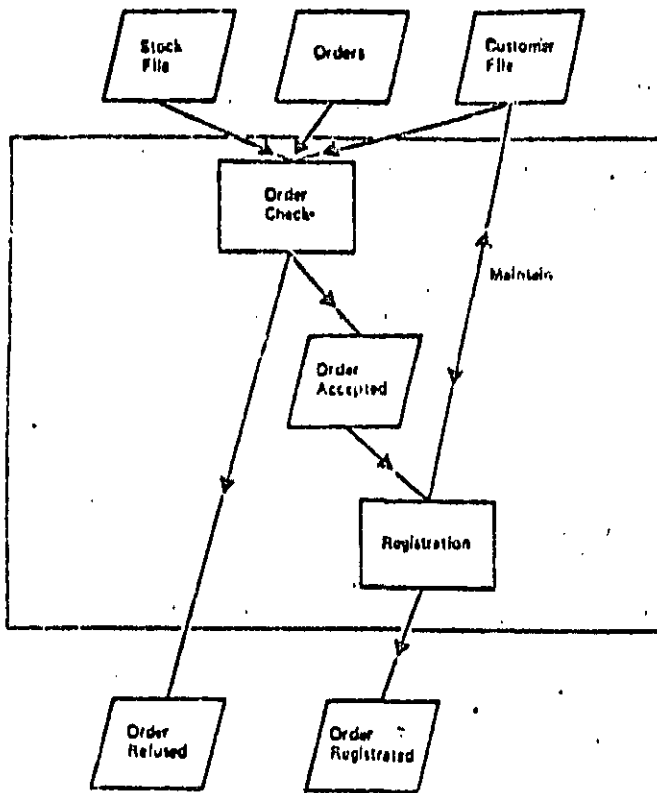 Stock
File
Orders
Customer
File
Order
Check
Maintain
Order
Accepted
Registration
Order
Refused
Order
Registrated